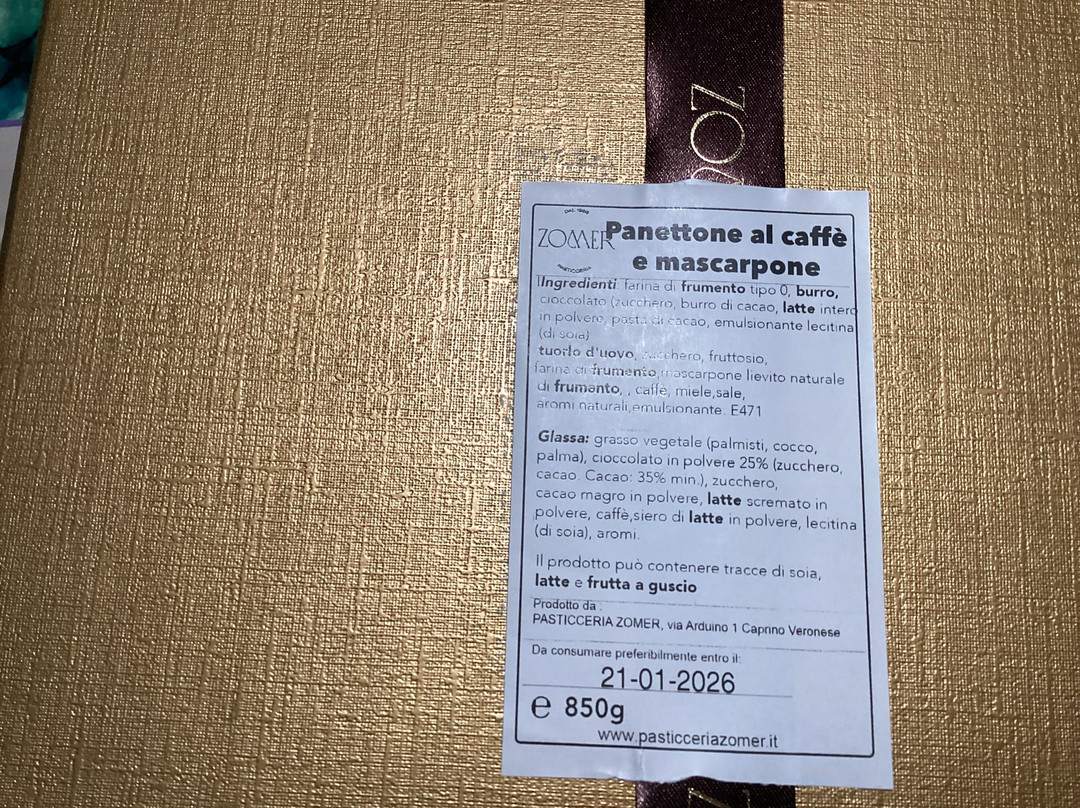 ZOM
DAL 1968
ZOMER
PASTICCERIA
Panettone al caffè
e mascarpone
Ingredienti: farina di frumento tipo 0, burro,
cioccolato (zucchero, burro di cacao, latte intero
in polvere, pasta di cacao, emulsionante lecitina
(di soia)
tuorlo d'uovo, zucchero, fruttosio,
farina di frumento,mascarpone lievito naturale
di frumento, , caffè, miele,sale,
aromi naturali,emulsionante. E471
Glassa: grasso vegetale (palmisti, cocco,
palma), cioccolato in polvere 25% (zucchero,
cacao. Cacao: 35% min.), zucchero,
cacao magro in polvere, latte scremato in
polvere, caffè,siero di latte in polvere, lecitina
(di soia), aromi.
Il prodotto può contenere tracce di soia,
latte e frutta a guscio
Prodotto da :
PASTICCERIA ZOMER, via Arduino 1 Caprino Veronese
Da consumare preferibilmente entro il:
21-01-2026
e 850g
www.pasticceriazomer.it
Z